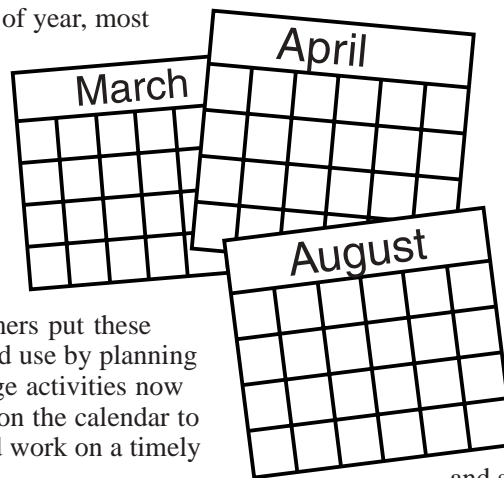 of year, most
April
March
August
ners put these
d use by planning
ge activities now
on the calendar to
work on a timely
and a